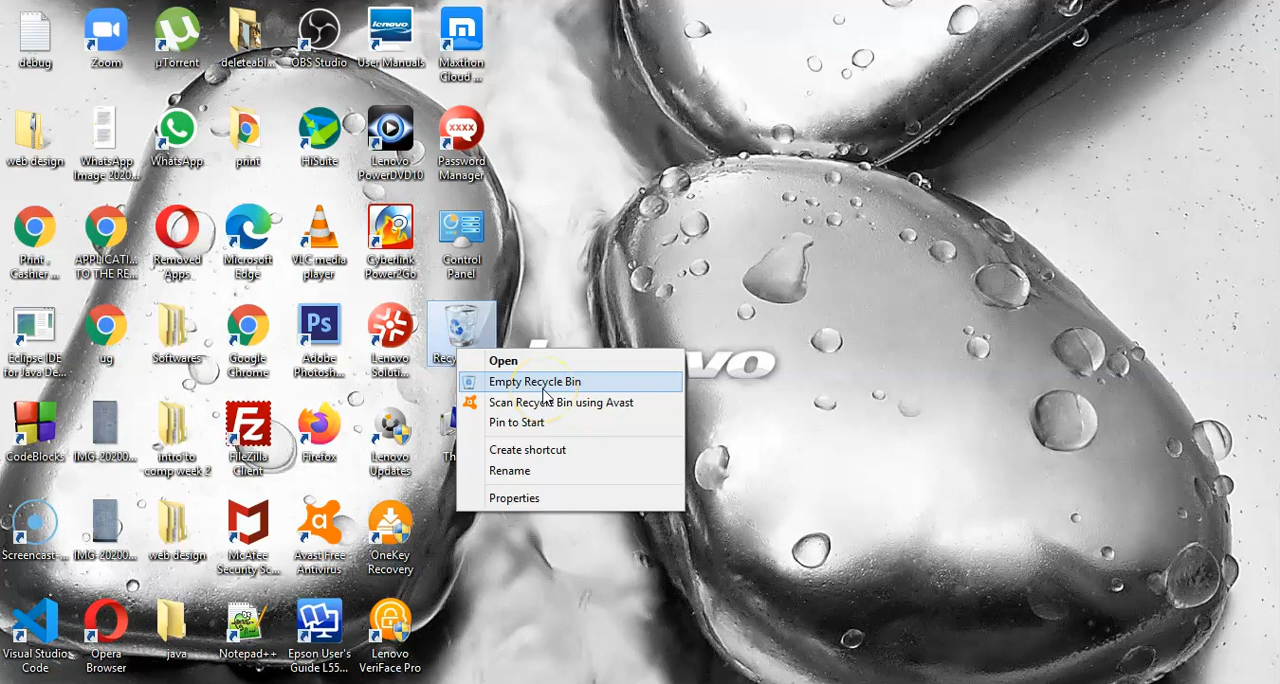 debug
Zoom
µTorrent
deleteabl...
OBS Studio
User Manuals
Maxthon
Cloud ...
web design
WhatsApp
Image 2020...
WhatsApp
print
HiSuite
Lenovo
PowerDVD10
Password
Manager
Print .
Cashier ...
APPLICATI...
TO THE RE...
Removed
Apps
Microsoft
Edge
VLC media
player
Cyberlink
Power2Go
Control
Panel
Eclipse IDE
for Java De...
ug
Softwares
Google
Chrome
Adobe
Photosh...
Lenovo
Soluti...
Open
Empty Recycle Bin
Scan Recycle Bin using Avast
Pin to Start
Create shortcut
Rename
Properties
CodeBlocks
IMG-20200...
intro to
comp week 2
FileZilla
Client
Firefox
Lenovo
Updates
Screencast-...
IMG-20200...
web design
McAfee
Security Sc...
Avast Free
Antivirus
OneKey
Recovery
Visual Studio
Code
Opera
Browser
java
Notepad++
Epson User's
Guide L55...
Lenovo
VeriFace Pro